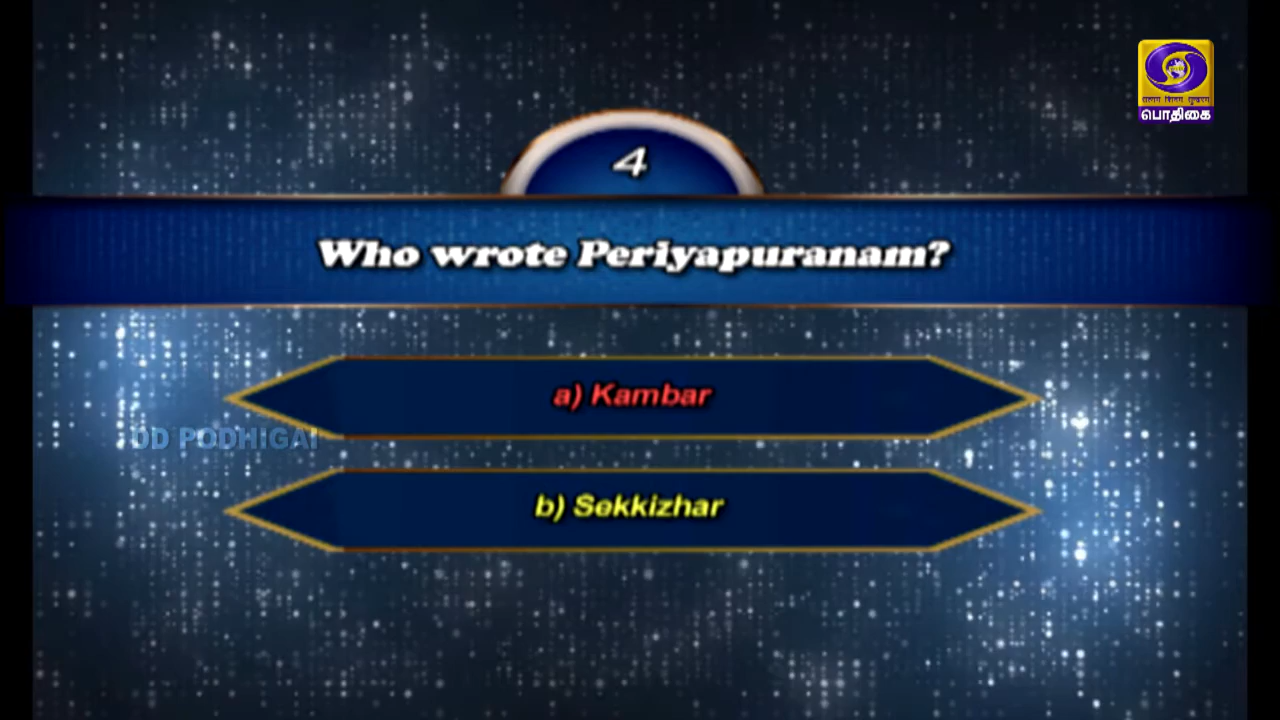 பொதிகை
4
Who wrote Periyapuranam?
a) Kambar
DD PODHIGAI
b) Sekkizhar